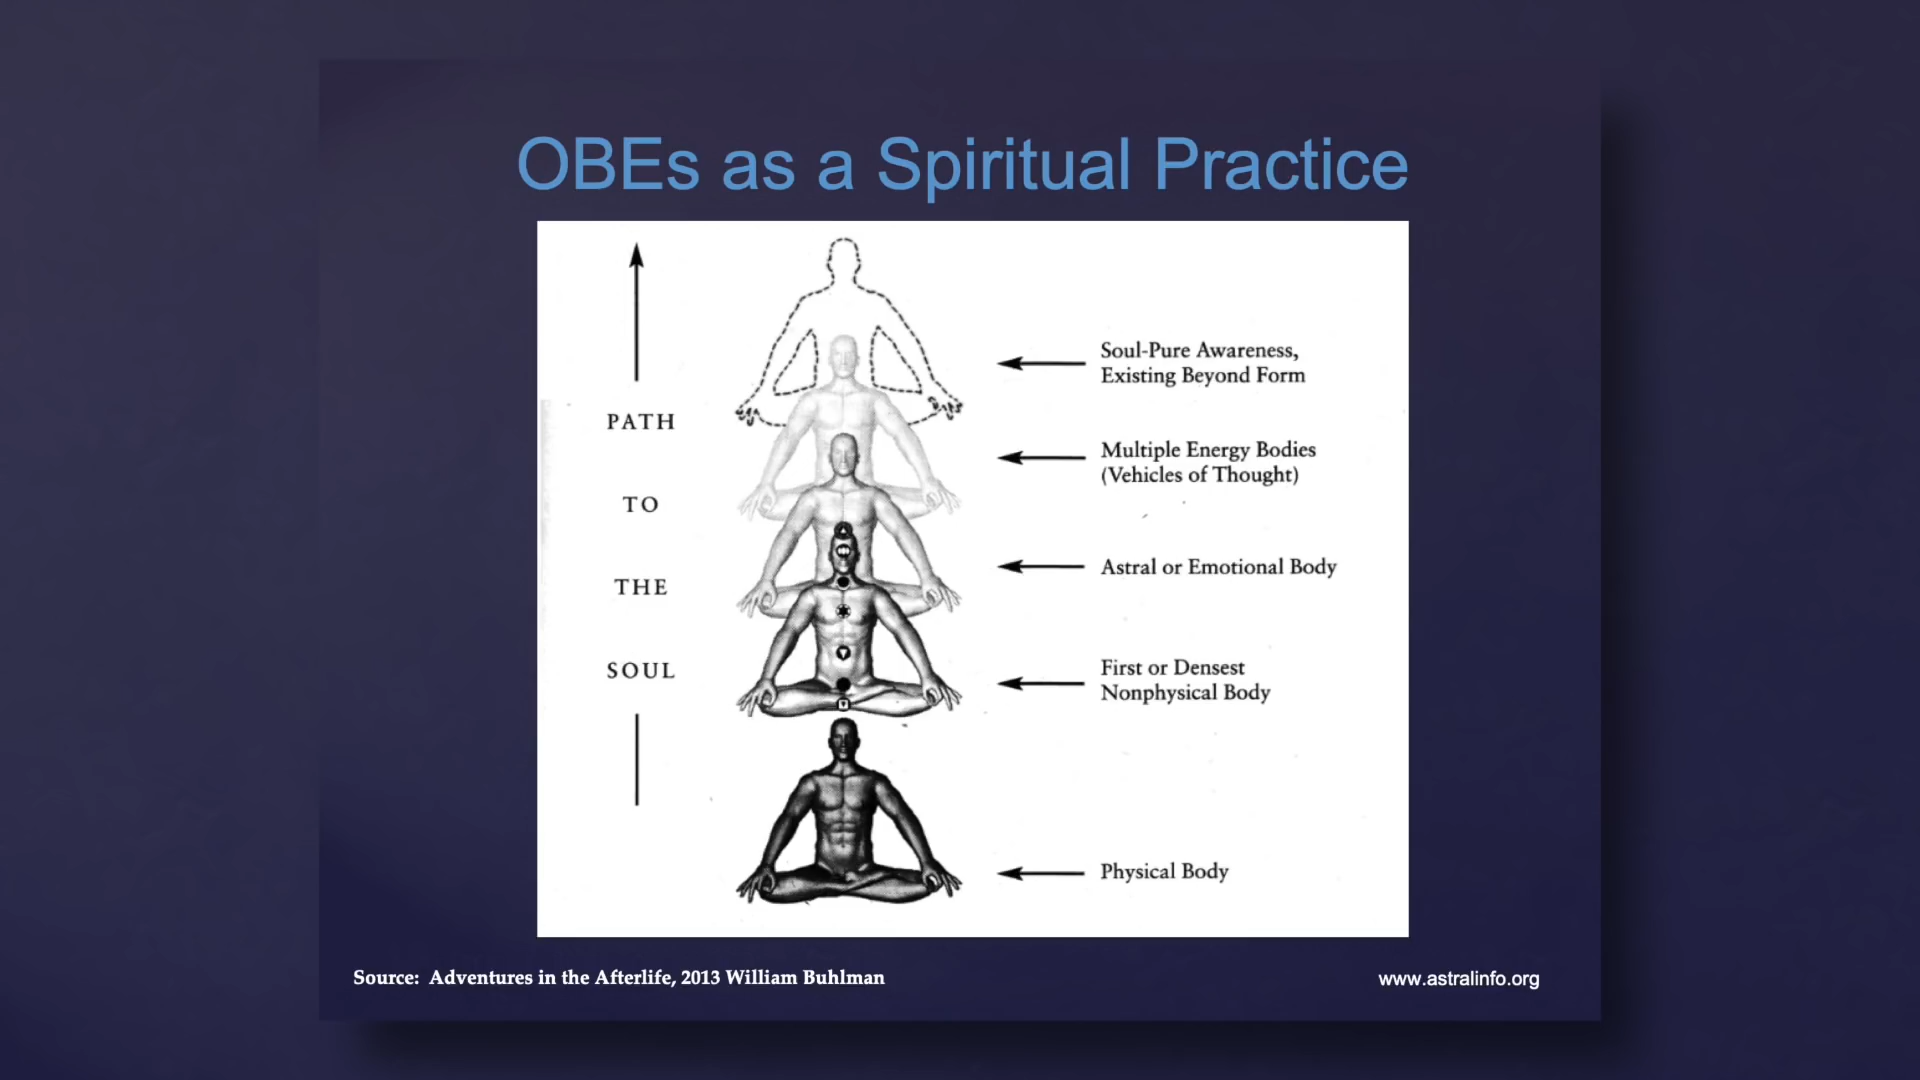 OBEs as a Spiritual Practice
PATH
TO
THE
SOUL
Soul-Pure Awareness,
Existing Beyond Form
Multiple Energy Bodies
(Vehicles of Thought)
Astral or Emotional Body
First or Densest
Nonphysical Body
Physical Body
Source: Adventures in the Afterlife, 2013 William Buhlman
www.astralinfo.org